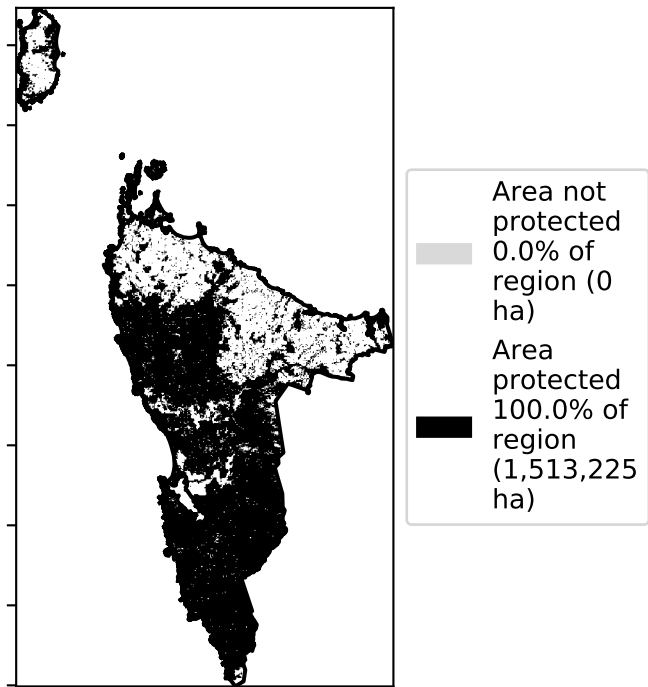 Area not
protected
0.0% of
region (0
ha)
Area
protected
100.0% of
region
(1,513,225
ha)